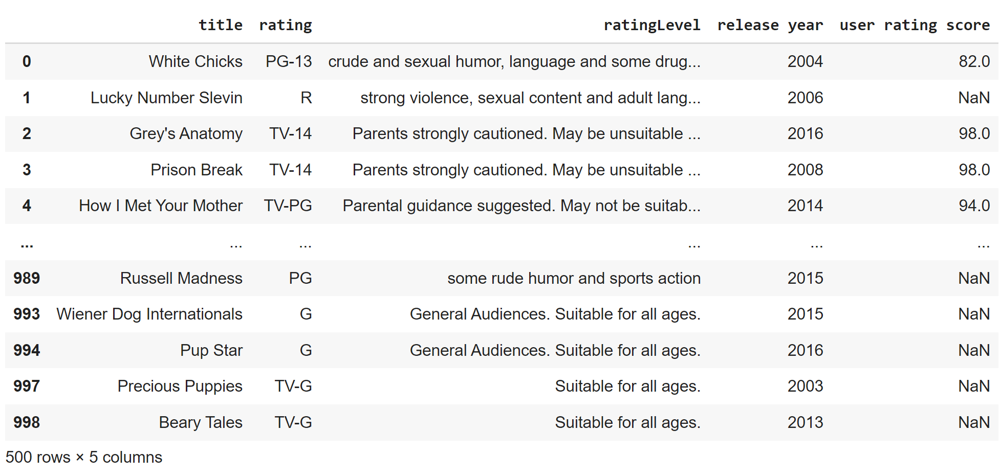 title rating ratingLevel release year user rating score
0 White Chicks PG-13 crude and sexual humor, language and some drug... 2004 82.0
1 Lucky Number Slevin R strong violence, sexual content and adult lang... 2006 NaN
2 Grey's Anatomy TV-14 Parents strongly cautioned. May be unsuitable ... 2016 98.0
3 Prison Break TV-14 Parents strongly cautioned. May be unsuitable ... 2008 98.0
4 How I Met Your Mother TV-PG Parental guidance suggested. May not be suitab... 2014 94.0
... ... ... ... ... ...
989 Russell Madness PG some rude humor and sports action 2015 NaN
993 Wiener Dog Internationals G General Audiences. Suitable for all ages. 2015 NaN
994 Pup Star G General Audiences. Suitable for all ages. 2016 NaN
997 Precious Puppies TV-G Suitable for all ages. 2003 NaN
998 Beary Tales TV-G Suitable for all ages. 2013 NaN
500 rows × 5 columns